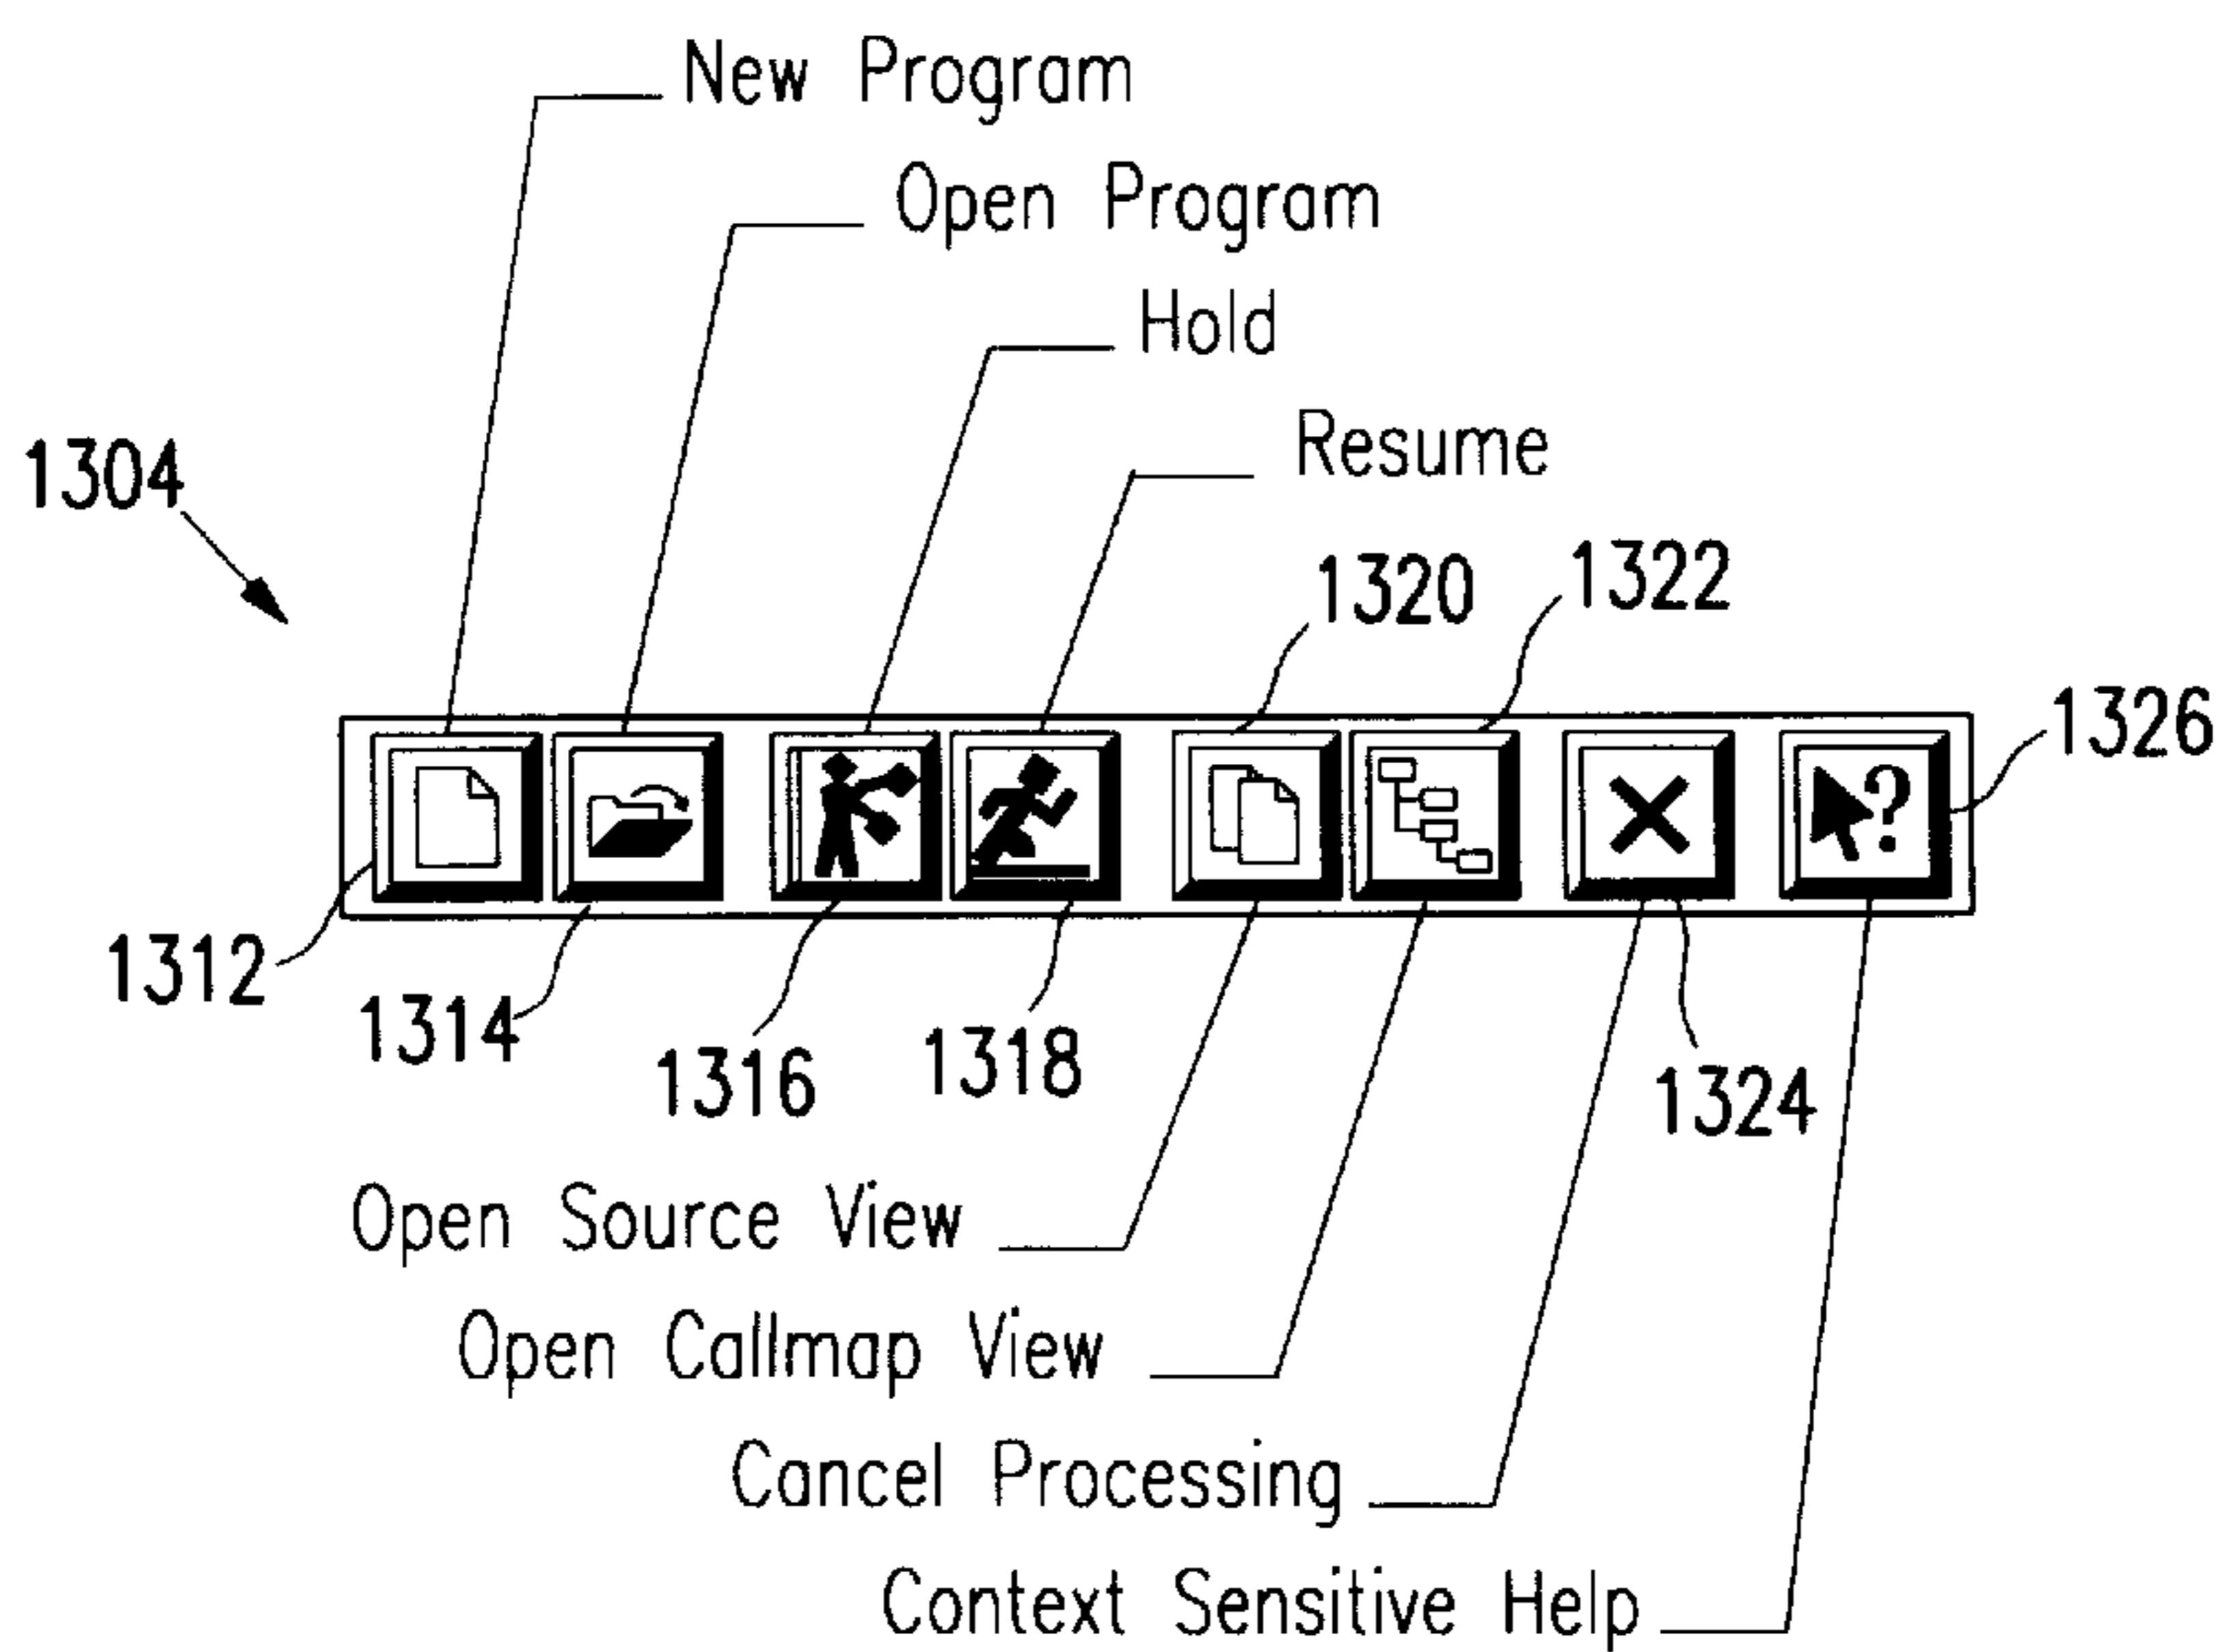 New Program
Open Program
Hold
Resume
1304
1320
1322
1326
?
1312
1314
1316
1318
1324
Open Source View
Open Callmap View
Cancel Processing
Context Sensitive Help